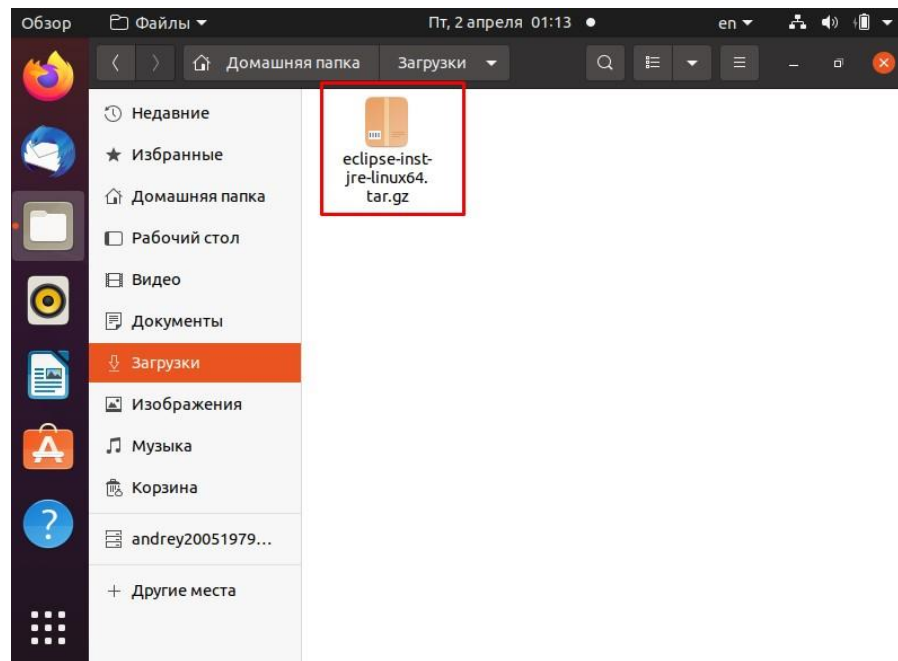 Обзор Файлы Пт, 2 апреля 01:13 en
Домашняя папка Загрузки
Недавние
Избранные
Домашняя папка
Рабочий стол
Видео
Документы
Загрузки
Изображения
Музыка
Корзина
andrey20051979...
+ Другие места
eclipse-inst-
jre-linux64.
tar.gz